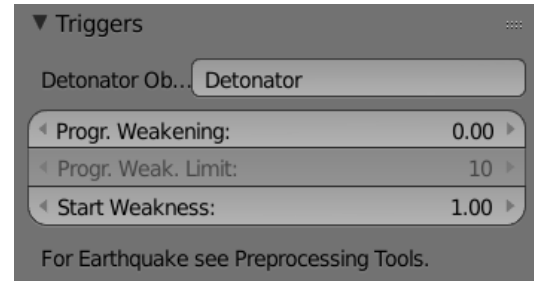 Triggers
Detonator Ob... Detonator
Progr. Weakening: 0.00
Progr. Weak. Limit: 10
Start Weakness: 1.00
For Earthquake see Preprocessing Tools.